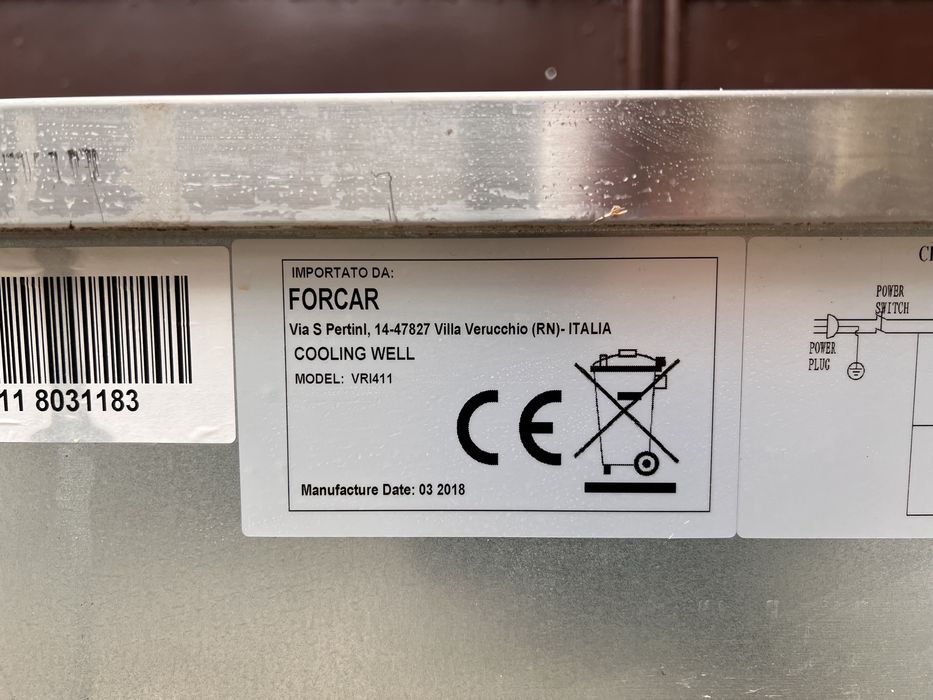 IMPORTATO DA:
FORCAR
Via S Pertinl, 14-47827 Villa Verucchio (RN)- ITALIA
COOLING WELL
MODEL: VRI411
CE
Manufacture Date: 03 2018
11 8031183
POWER
SWITCH
POWER
PLUG